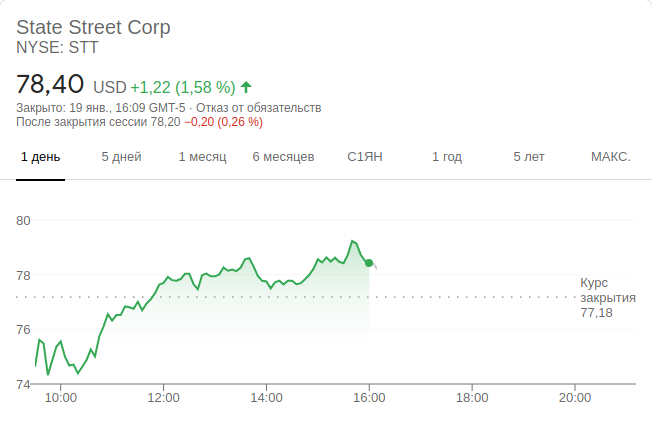 State Street Corp
NYSE: STT
78,40 USD +1,22 (1,58 %)
Закрыто: 19 янв., 16:09 GMT-5 · Отказ от обязательств
После закрытия сессии 78,20 −0,20 (0,26 %)
1 день 5 дней 1 месяц 6 месяцев С1ЯН 1 год 5 лет МАКС.
80
78
Курс
закрытия
77,18
76
74
10:00 12:00 14:00 16:00 18:00 20:00